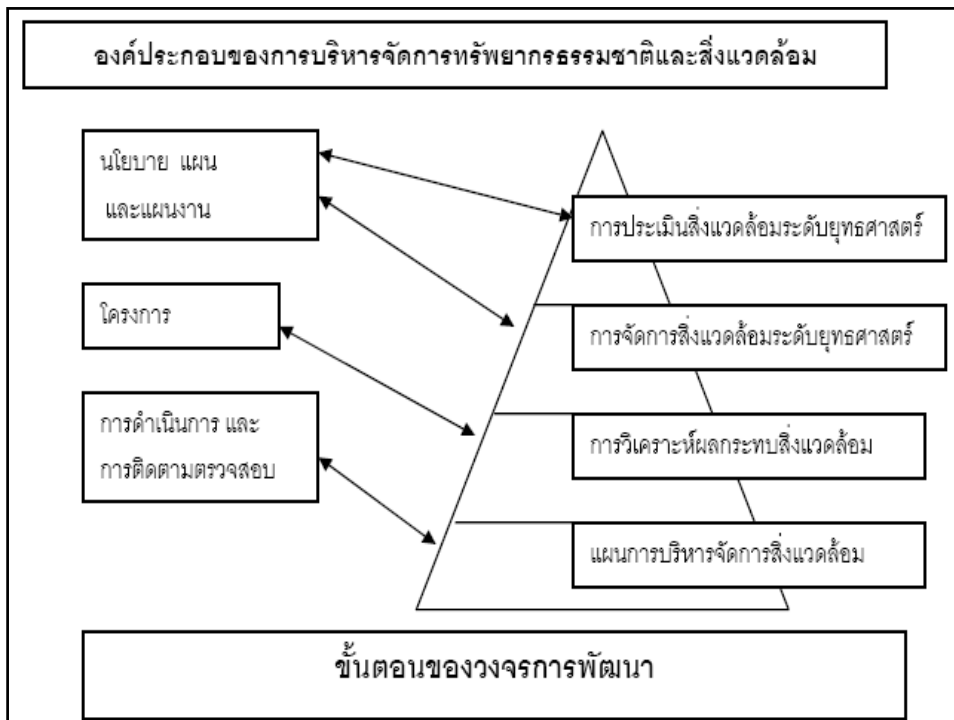 องค์ประกอบของการบริหารจัดการทรัพยากรธรรมชาติและสิ่งแวดล้อม
นโยบาย แผน
และแผนงาน
การประเมินสิ่งแวดล้อมระดับยุทธศาสตร์
โครงการ
การจัดการสิ่งแวดล้อมระดับยุทธศาสตร์
การดำเนินการ และ
การติดตามตรวจสอบ
การวิเคราะห์ผลกระทบสิ่งแวดล้อม
แผนการบริหารจัดการสิ่งแวดล้อม
ขั้นตอนของวงจรการพัฒนา